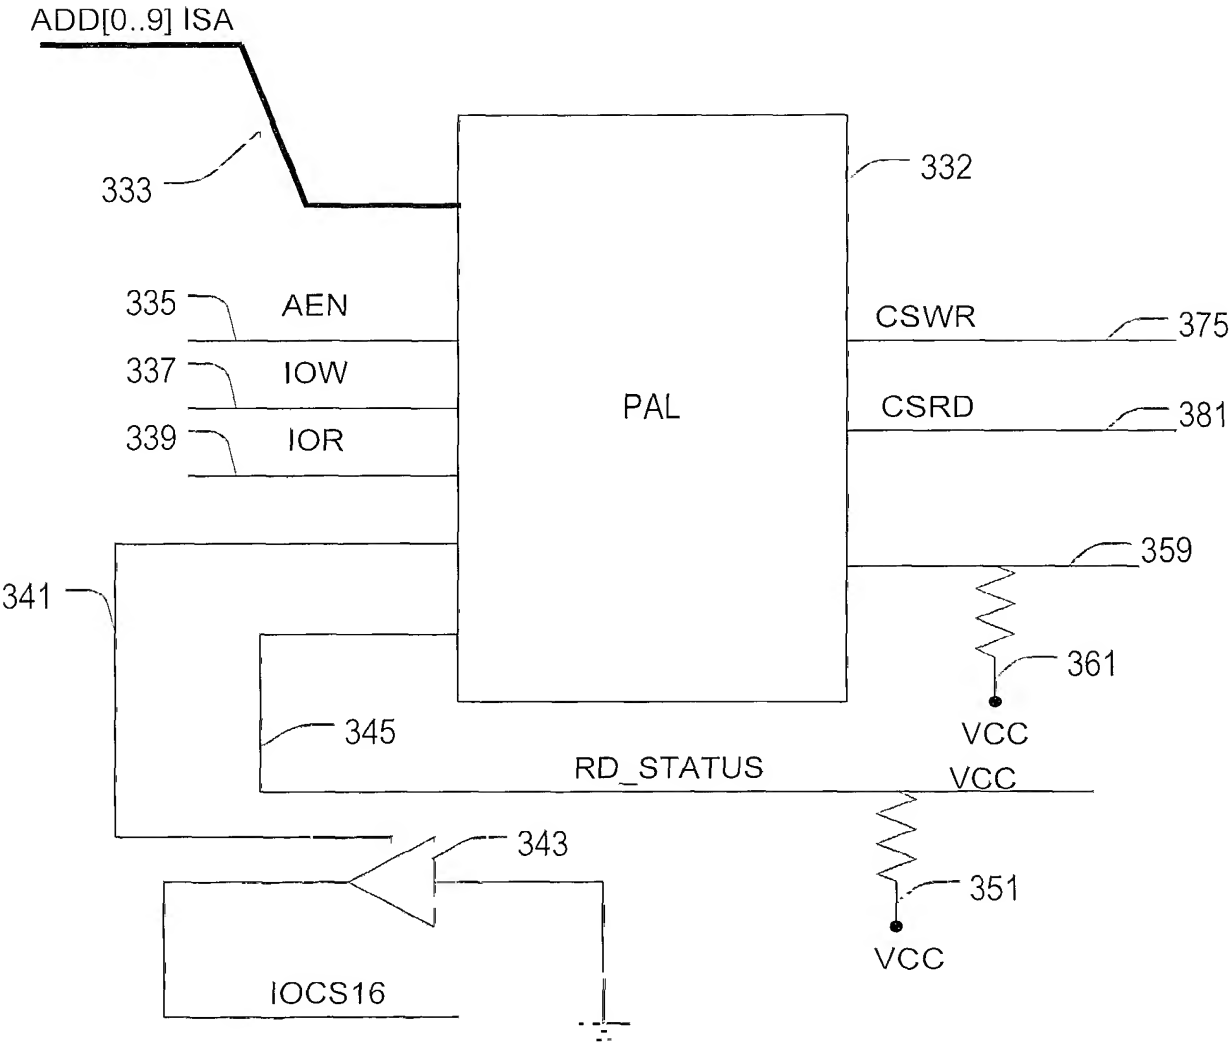 ADD[0..9] ISA
333
332
335
AEN
CSWR
375
337
IOW
PAL
CSRD
381
339
IOR
359
341
361
345
VCC
RD_STATUS
VCC
343
351
VCC
IOCS16